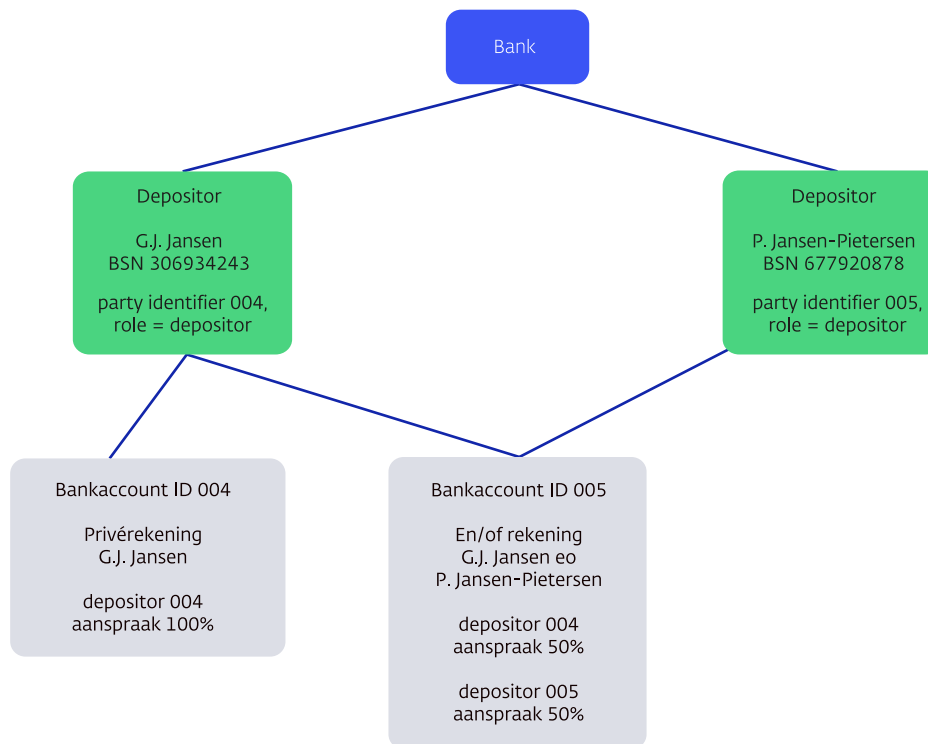 Bank
Depositor
G.J. Jansen
BSN 306934243
party identifier 004,
role = depositor
Depositor
P. Jansen-Pietersen
BSN 677920878
party identifier 005,
role = depositor
Bankaccount ID 004
Privérekening
G.J. Jansen
depositor 004
aanspraak 100%
Bankaccount ID 005
En/of rekening
G.J. Jansen eo
P. Jansen-Pietersen
depositor 004
aanspraak 50%
depositor 005
aanspraak 50%